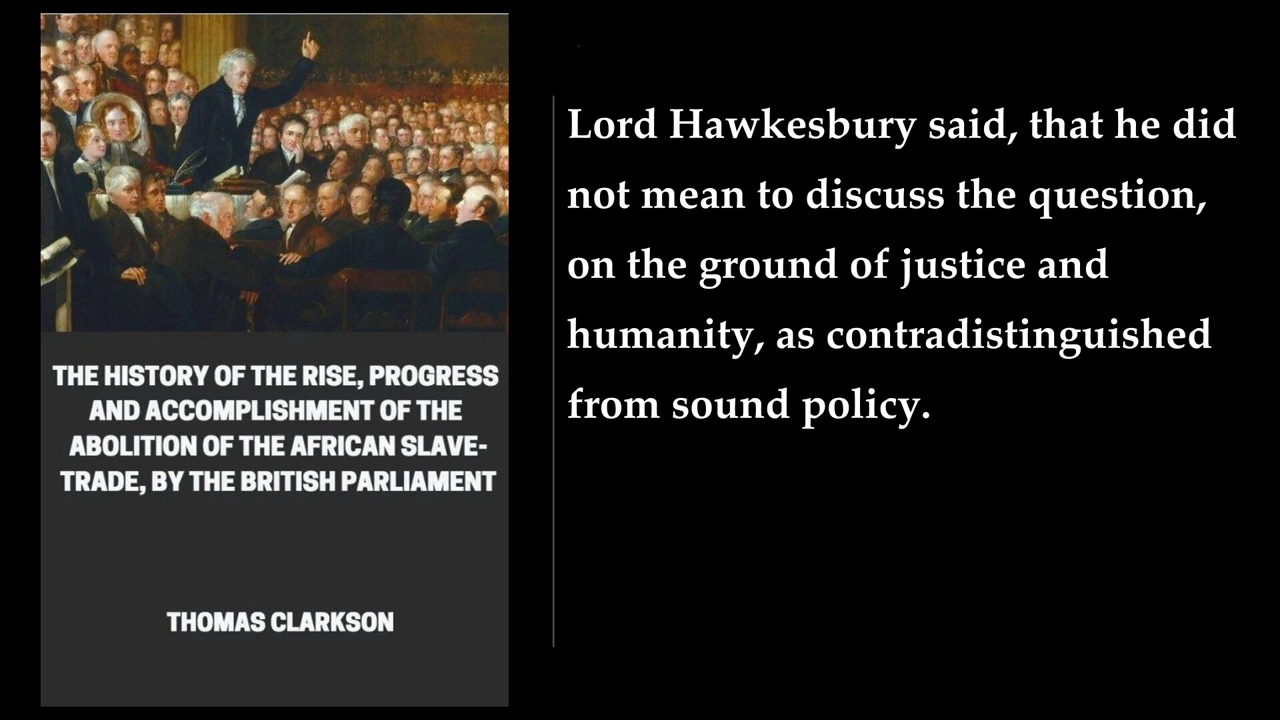 THE HISTORY OF THE RISE, PROGRESS
AND ACCOMPLISHMENT OF THE
ABOLITION OF THE AFRICAN SLAVE-
TRADE, BY THE BRITISH PARLIAMENT
THOMAS CLARKSON
Lord Hawkesbury said, that he did
not mean to discuss the question,
on the ground of justice and
humanity, as contradistinguished
from sound policy.